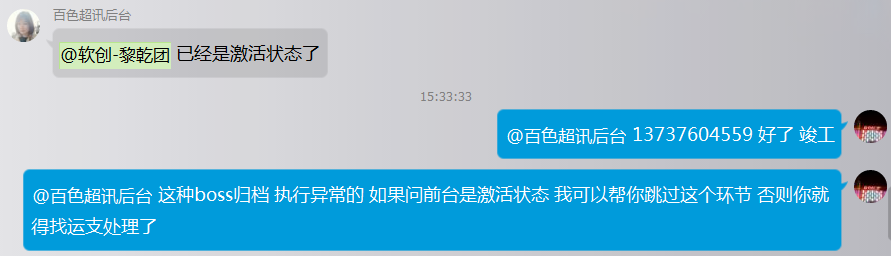 百色超讯后台
@软创-黎乾团 已经是激活状态了
15:33:33
@百色超讯后台 13737604559 好了 竣工
@百色超讯后台 这种boss归档 执行异常的 如果问前台是激活状态 我可以帮你跳过这个环节 否则你就
得找运支处理了